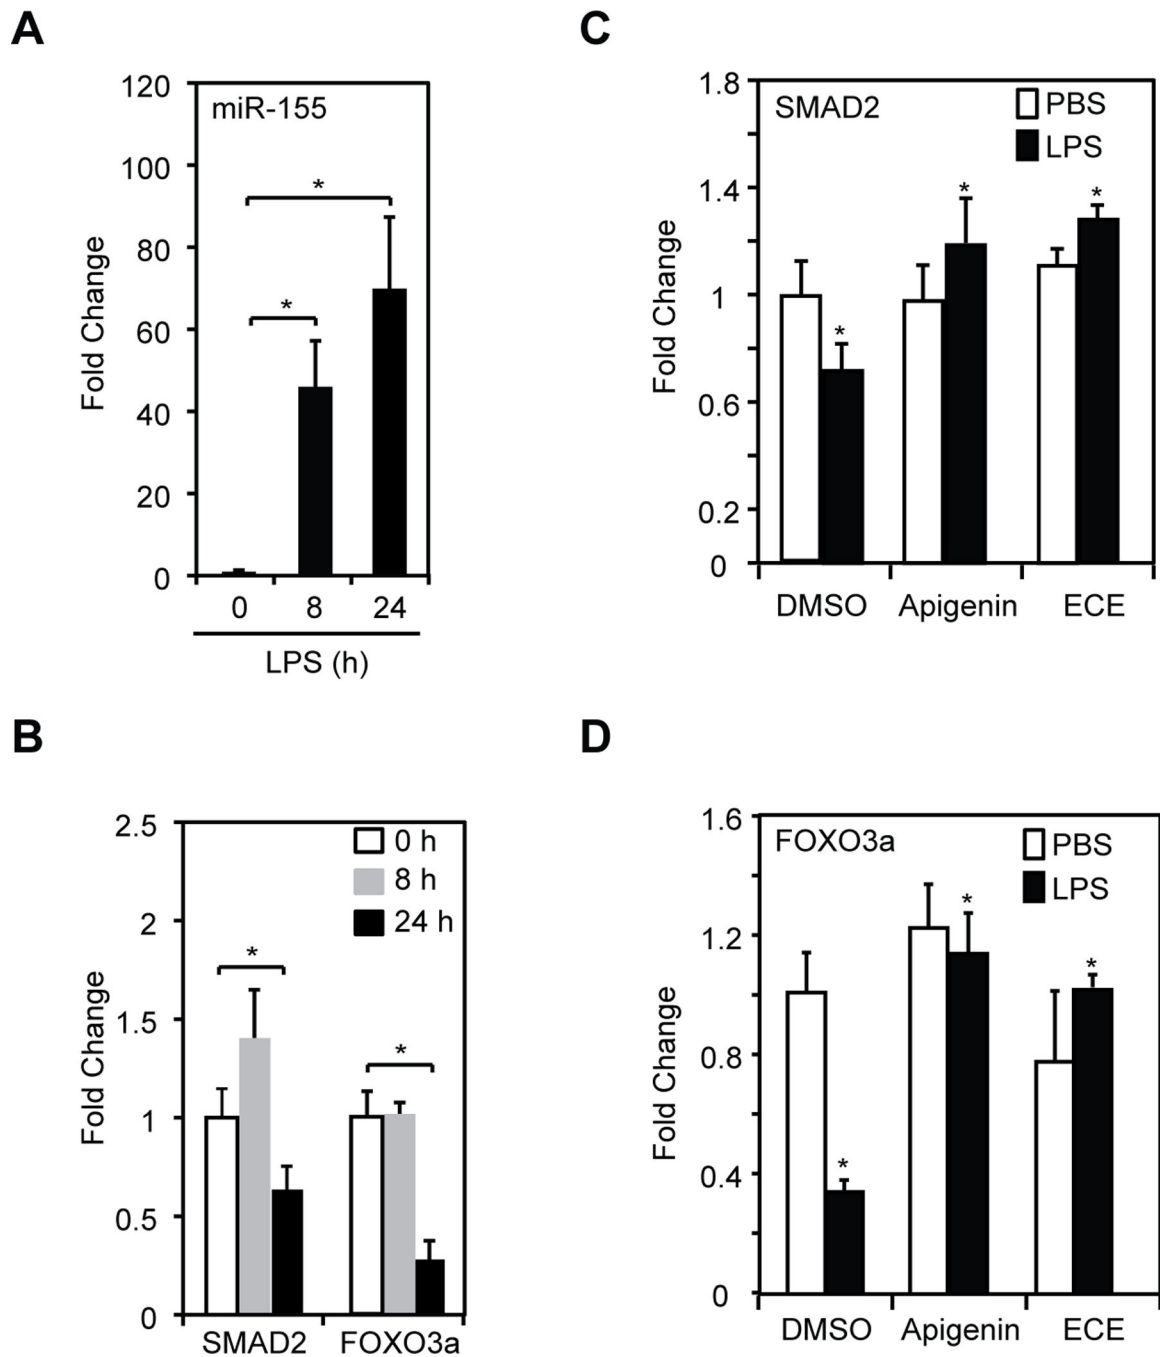 A
miR-155
120
100
80
60
40
20
0
Fold Change
*
*
0 8 24
LPS (h)
C
SMAD2
PBS
LPS
1.8
1.4
1
0.6
0.2
0
Fold Change
*
*
*
DMSO Apigenin ECE
B
0 h
8 h
24 h
2.5
2
1.5
1
0.5
0
Fold Change
*
*
SMAD2 FOXO3a
D
FOXO3a
PBS
LPS
1.6
1.2
0.8
0.4
0
Fold Change
*
*
*
DMSO Apigenin ECE